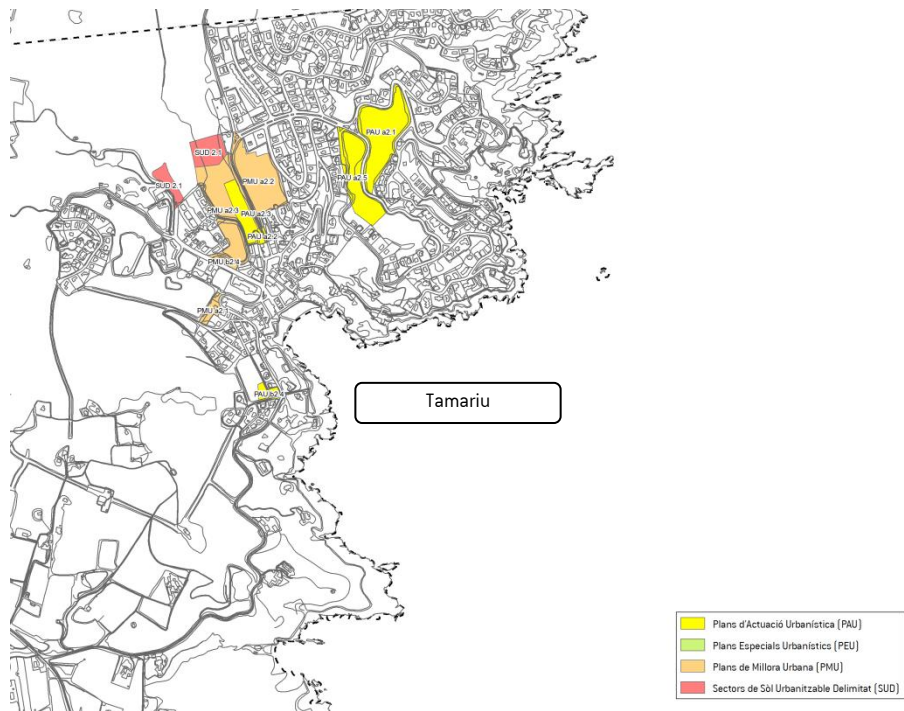 PAU a2.1
SUD 2.1
PAU a2.5
PMU a2.2
SUD 2.1
PMU a2.3
PAU a2.3
PAU a2.2
PMU b2.4
PMU a2.1
PAU b2.4
Tamariu
Plans d'Actuació Urbanística (PAU)
Plans Especials Urbanístics (PEU)
Plans de Millora Urbana (PMU)
Sectors de Sòl Urbanitzable Delimitat (SUD)